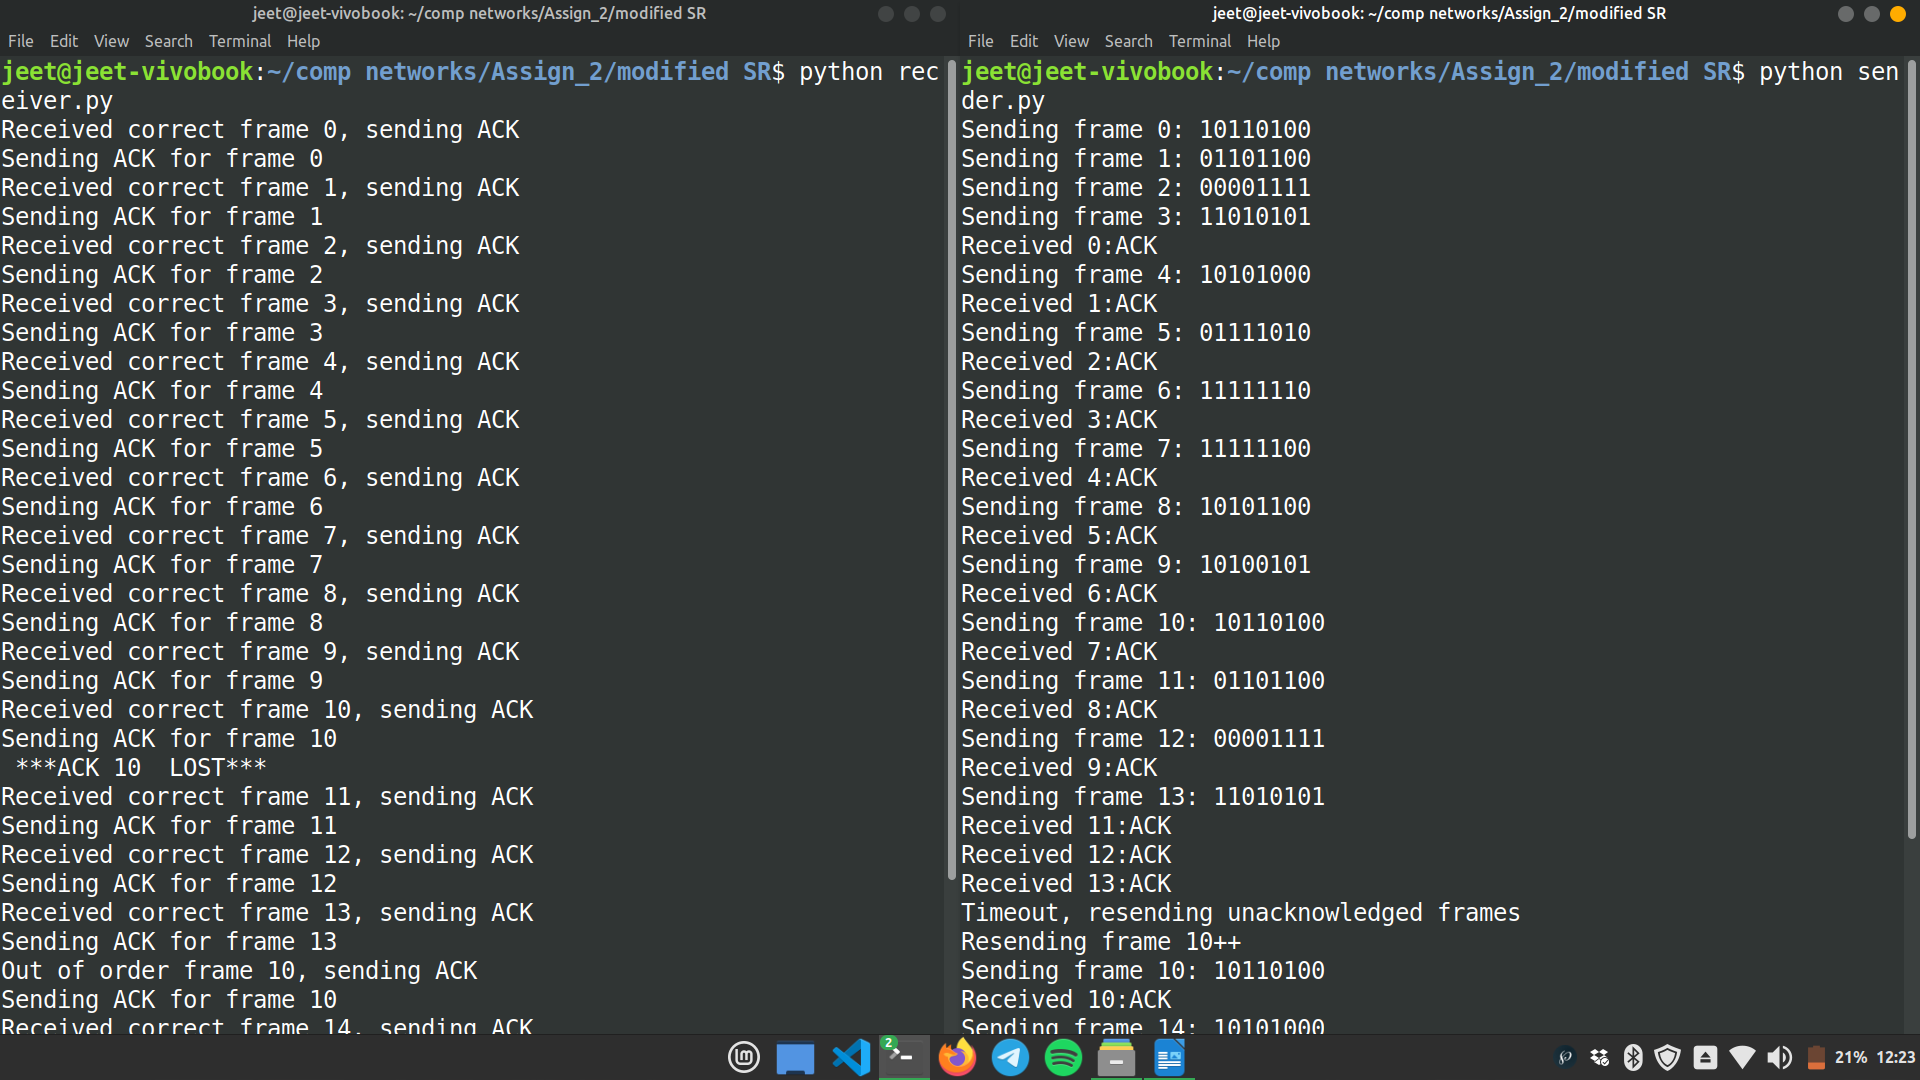 jeet@jeet-vivobook: ~/comp networks/Assign_2/modified SR
File Edit View Search Terminal Help
jeet@jeet-vivobook:~/comp networks/Assign_2/modified SR$ python rec
eiver.py
Received correct frame 0, sending ACK
Sending ACK for frame 0
Received correct frame 1, sending ACK
Sending ACK for frame 1
Received correct frame 2, sending ACK
Sending ACK for frame 2
Received correct frame 3, sending ACK
Sending ACK for frame 3
Received correct frame 4, sending ACK
Sending ACK for frame 4
Received correct frame 5, sending ACK
Sending ACK for frame 5
Received correct frame 6, sending ACK
Sending ACK for frame 6
Received correct frame 7, sending ACK
Sending ACK for frame 7
Received correct frame 8, sending ACK
Sending ACK for frame 8
Received correct frame 9, sending ACK
Sending ACK for frame 9
Received correct frame 10, sending ACK
Sending ACK for frame 10
 ***ACK 10  LOST***
Received correct frame 11, sending ACK
Sending ACK for frame 11
Received correct frame 12, sending ACK
Sending ACK for frame 12
Received correct frame 13, sending ACK
Sending ACK for frame 13
Out of order frame 10, sending ACK
Sending ACK for frame 10
Received correct frame 14, sending ACK
jeet@jeet-vivobook: ~/comp networks/Assign_2/modified SR
File Edit View Search Terminal Help
jeet@jeet-vivobook:~/comp networks/Assign_2/modified SR$ python sen
der.py
Sending frame 0: 10110100
Sending frame 1: 01101100
Sending frame 2: 00001111
Sending frame 3: 11010101
Received 0:ACK
Sending frame 4: 10101000
Received 1:ACK
Sending frame 5: 01111010
Received 2:ACK
Sending frame 6: 11111110
Received 3:ACK
Sending frame 7: 11111100
Received 4:ACK
Sending frame 8: 10101100
Received 5:ACK
Sending frame 9: 10100101
Received 6:ACK
Sending frame 10: 10110100
Received 7:ACK
Sending frame 11: 01101100
Received 8:ACK
Sending frame 12: 00001111
Received 9:ACK
Sending frame 13: 11010101
Received 11:ACK
Received 12:ACK
Received 13:ACK
Timeout, resending unacknowledged frames
Resending frame 10++
Sending frame 10: 10110100
Received 10:ACK
Sending frame 14: 10101000
2
21% 12:23